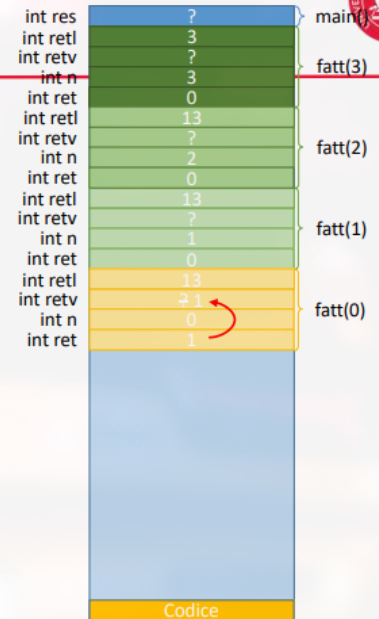 int res ? main()
int retl 3
int retv ?
int n 3 fatt(3)
int ret 0
int retl 13
int retv ?
int n 2 fatt(2)
int ret 0
int retl 13
int retv ?
int n 1 fatt(1)
int ret 0
int retl 13
int retv ? 1
int n 0 fatt(0)
int ret 1
Codice